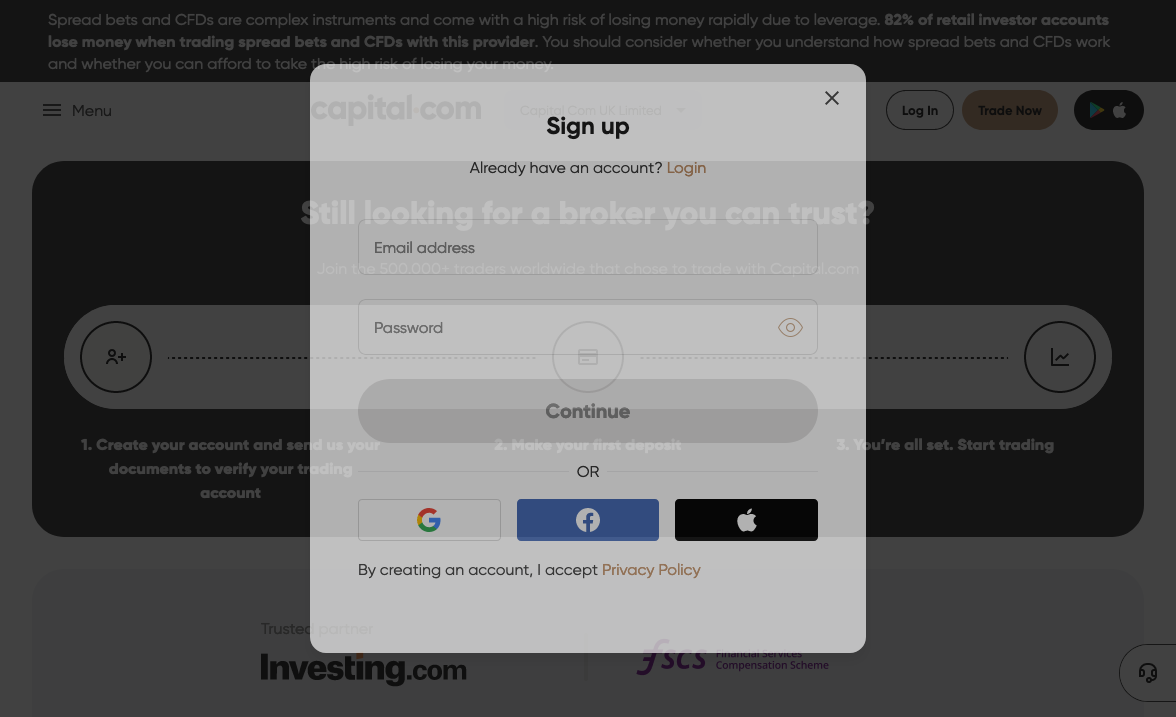 Spread bets and CFDs are complex instruments and come with a high risk of losing money rapidly due to leverage. 82% of retail investor accounts
lose money when trading spread bets and CFDs with this provider. You should consider whether you understand how spread bets and CFDs work
and whether you can afford to take the high risk of losing your money.
Menu
capital.com
Capital Com UK Limited
Log In
Trade Now
Sign up
Already have an account? Login
Still looking for a broker you can trust?
Email address
Join the 500.000+ traders worldwide that chose to trade with Capital.com
Password
Continue
1. Create your account and send us your
documents to verify your trading
account
2. Make your first deposit
3. You're all set. Start trading
OR
By creating an account, I accept Privacy Policy
Trusted partner
Investing.com
fscs
Financial Services
Compensation Scheme